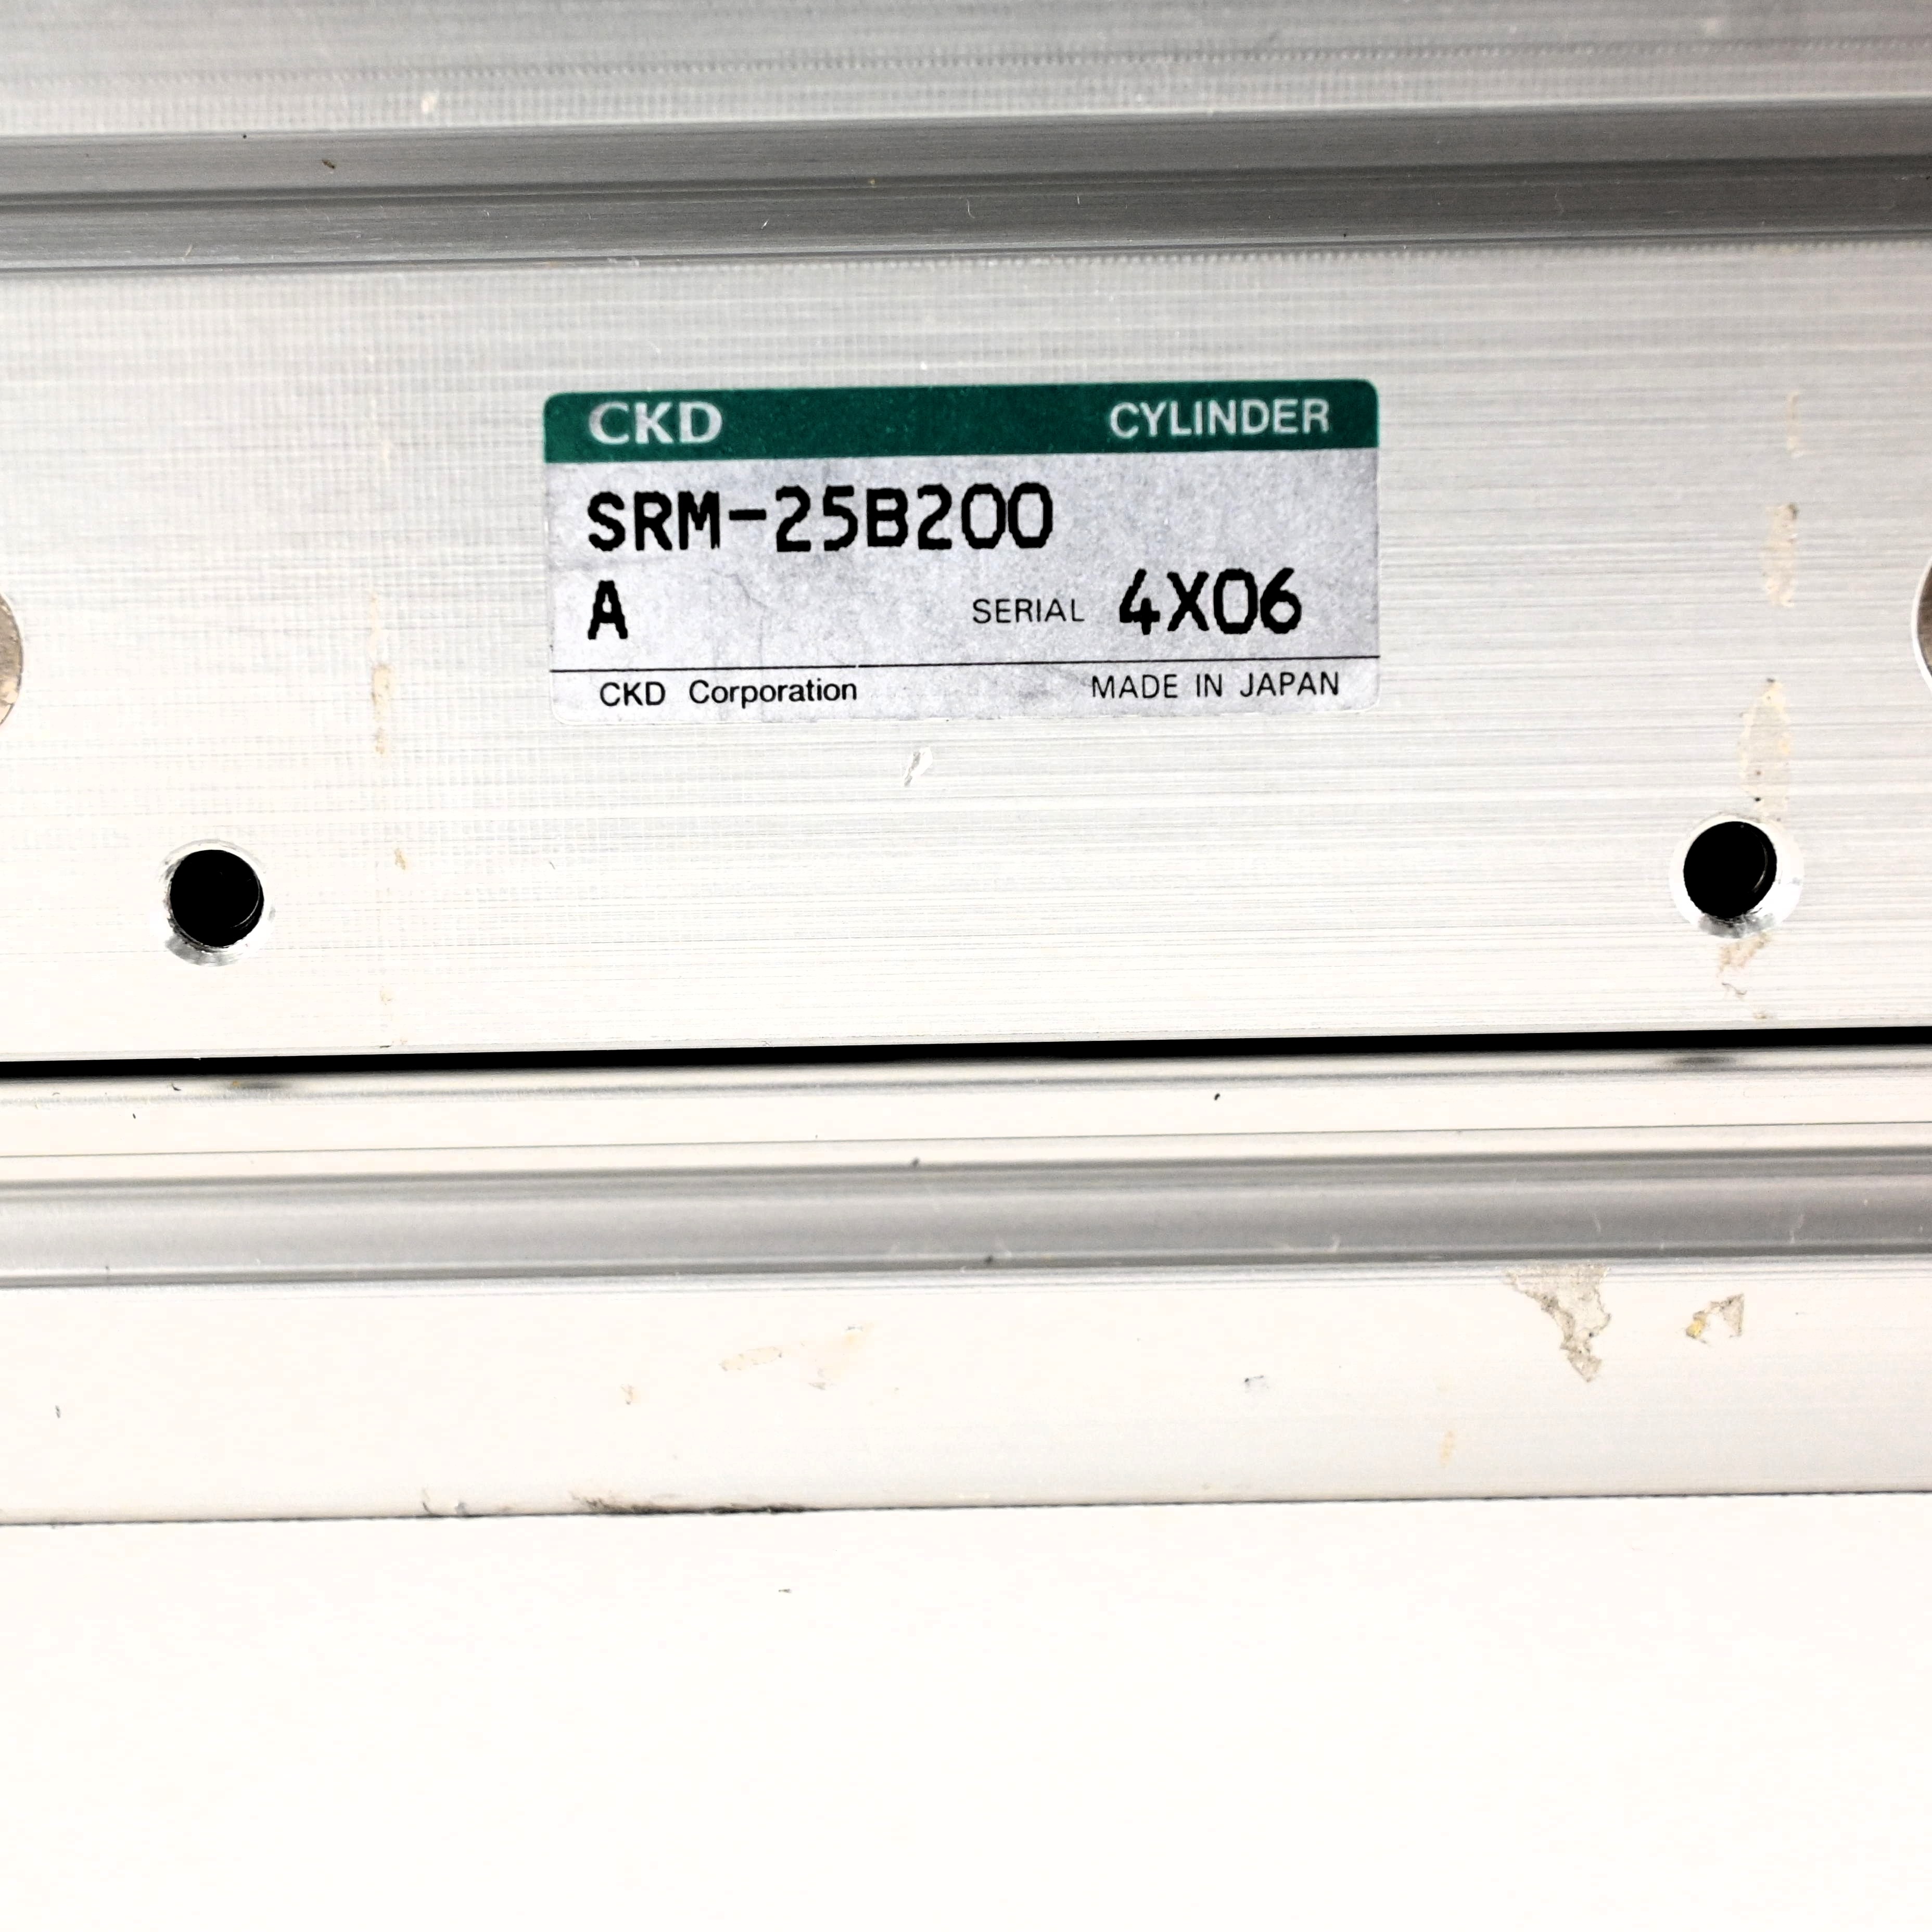 CKD CYLINDER
SRM-25B200
A SERIAL 4X06
CKD Corporation MADE IN JAPAN